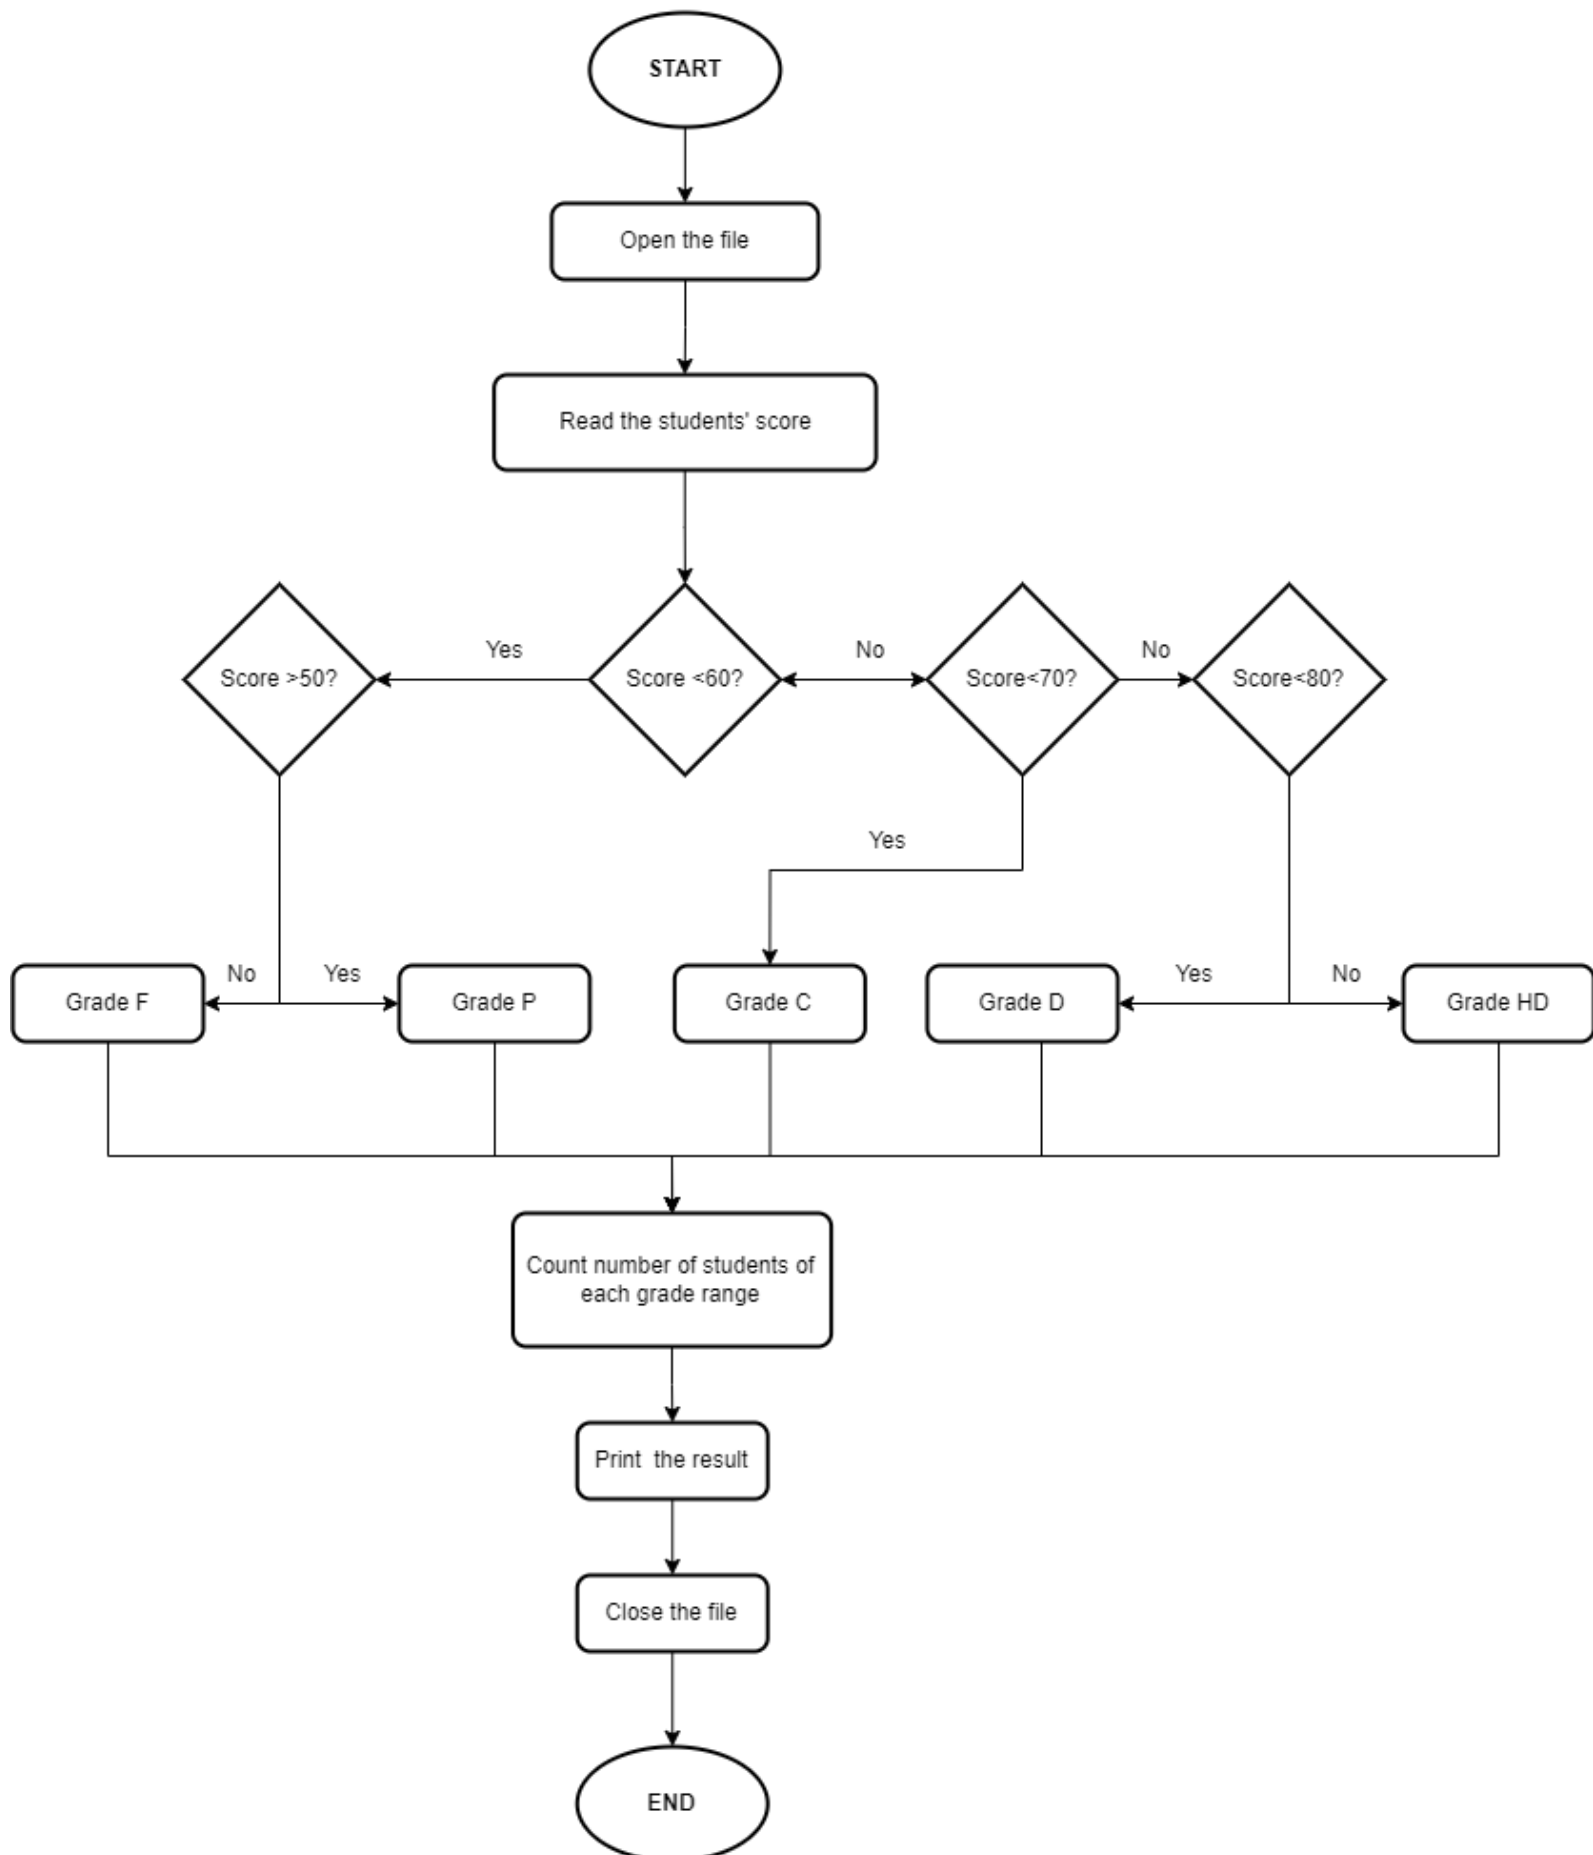 START
Open the file
Read the students' score
Yes
No
No
Score >50?
Score <60?
Score<70?
Score<80?
Yes
No
Yes
Yes
No
Grade F
Grade P
Grade C
Grade D
Grade HD
Count number of students of
each grade range
Print  the result
Close the file
END